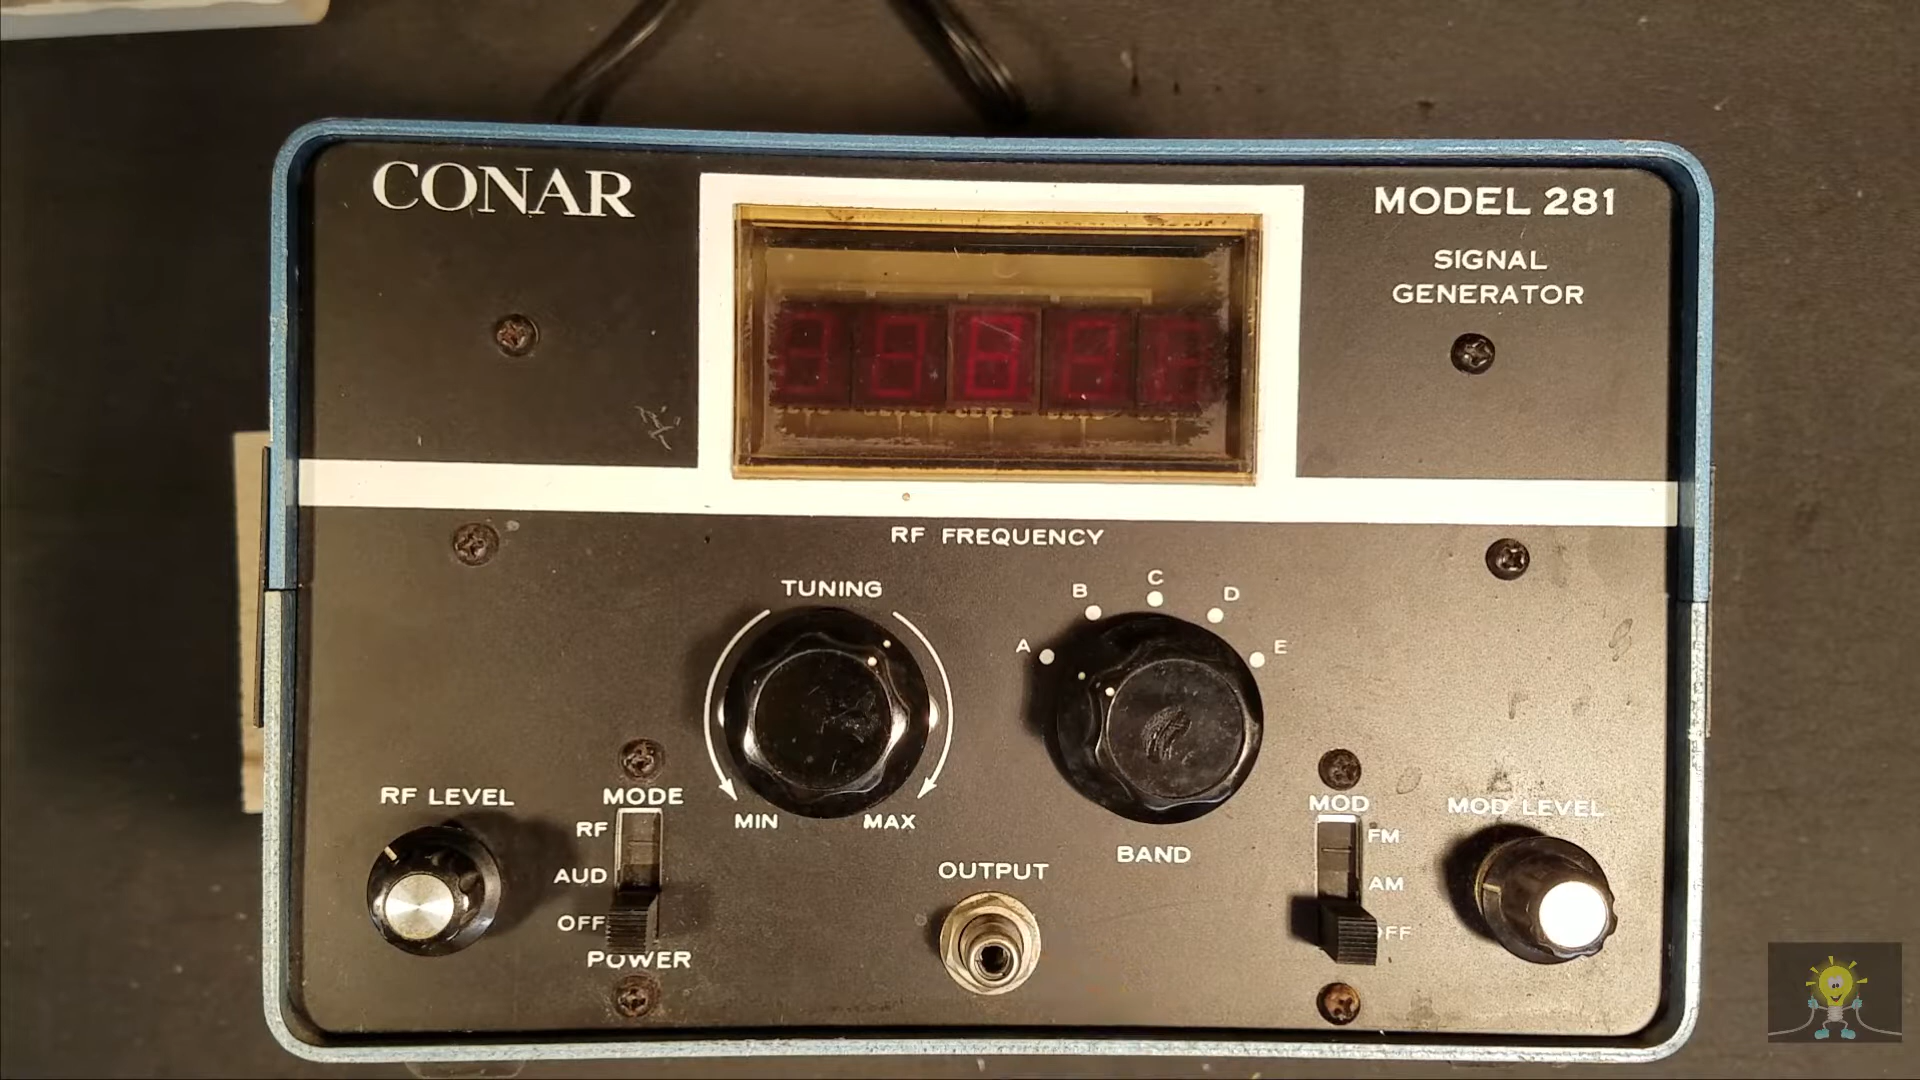 CONAR
MODEL 281
SIGNAL
GENERATOR
RF FREQUENCY
TUNING
MIN
MAX
A
B
C
D
E
BAND
RF LEVEL
MODE
RF
AUD
OFF
POWER
OUTPUT
MOD
FM
AM
OFF
MOD LEVEL